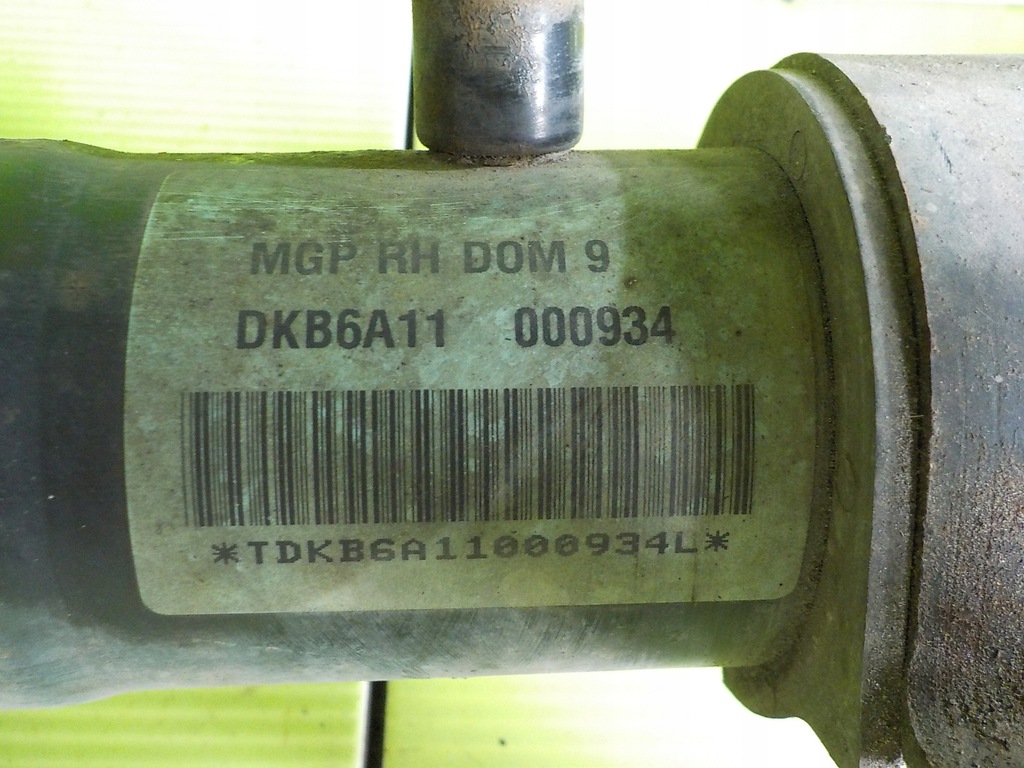 MGP RH DOM 9
DKB6A11 000934
*TDKB6A11000934L*